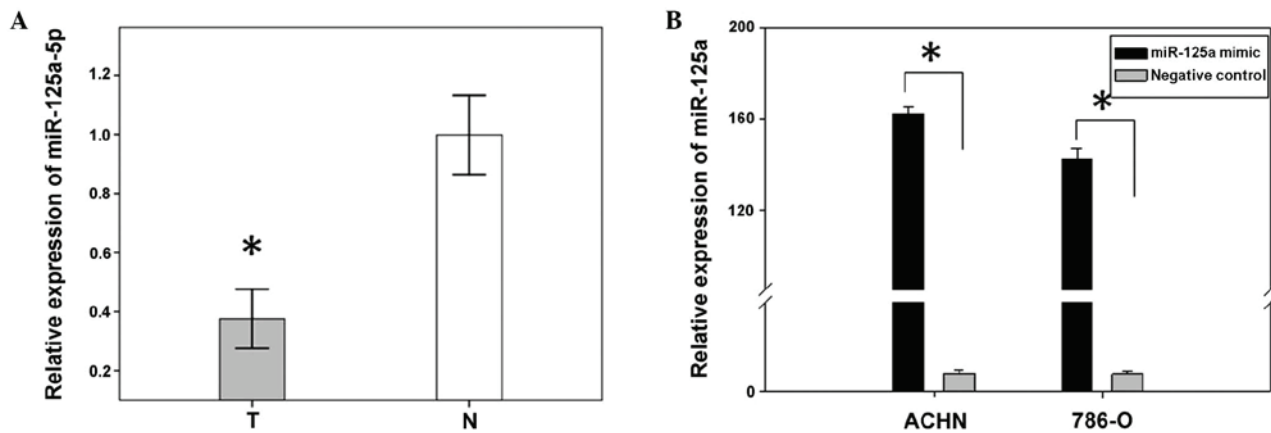 A
Relative expression of miR-125a-5p
1.2
1.0
0.8
0.6
0.4
0.2
*
T
N
B
Relative expression of miR-125a
200
160
120
0
*
*
miR-125a mimic
Negative control
ACHN
786-O